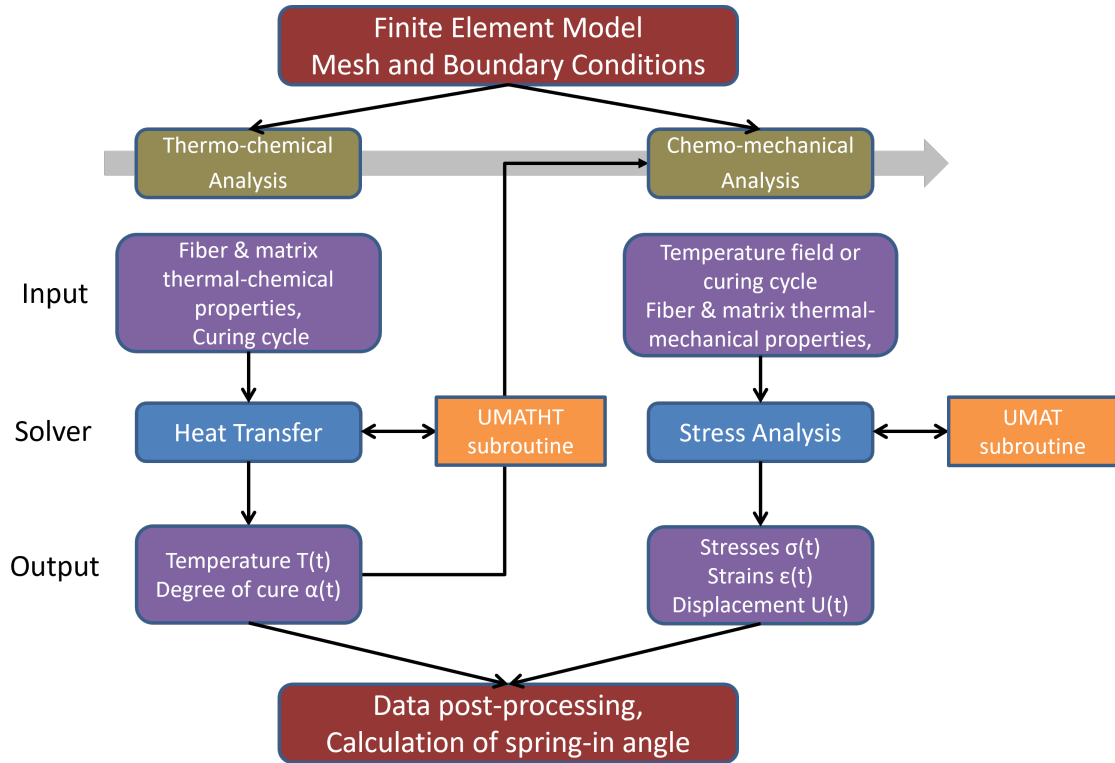 Finite Element Model
Mesh and Boundary Conditions
Thermo-chemical
Analysis
Chemo-mechanical
Analysis
Input
Fiber & matrix
thermal-chemical
properties,
Curing cycle
Temperature field or
curing cycle
Fiber & matrix thermal-
mechanical properties,
Solver
Heat Transfer
UMATHT
subroutine
Stress Analysis
UMAT
subroutine
Output
Temperature T(t)
Degree of cure α(t)
Stresses σ(t)
Strains ε(t)
Displacement U(t)
Data post-processing,
Calculation of spring-in angle